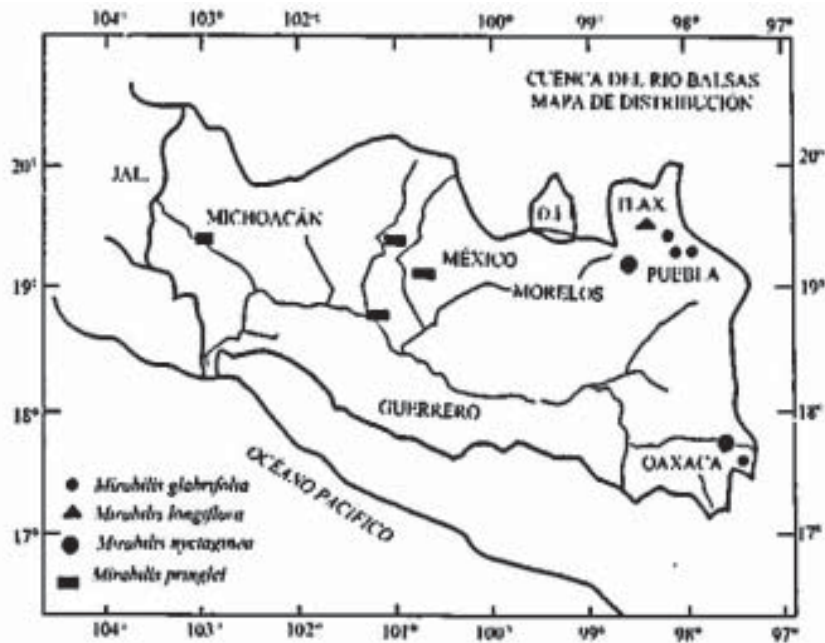 104° 103° 102° 101° 100° 99° 98° 97°
CUENCA DEL RIO BALSAS
MAPA DE DISTRIBUCIÓN
20° 20°
JAL.
TLAX
D.F.
MICHOACÁN
MÉXICO
PUEBLA
19° 19°
MORELOS
18° 18°
GUERRERO
OAXACA
OCÉANO PACIFICO
Mirabilis glabrifolia
Mirabilis longiflora
17° 17°
Mirabilis nyctaginea
Mirabilis pringlei
104° 103° 102° 101° 100° 99° 98° 97°